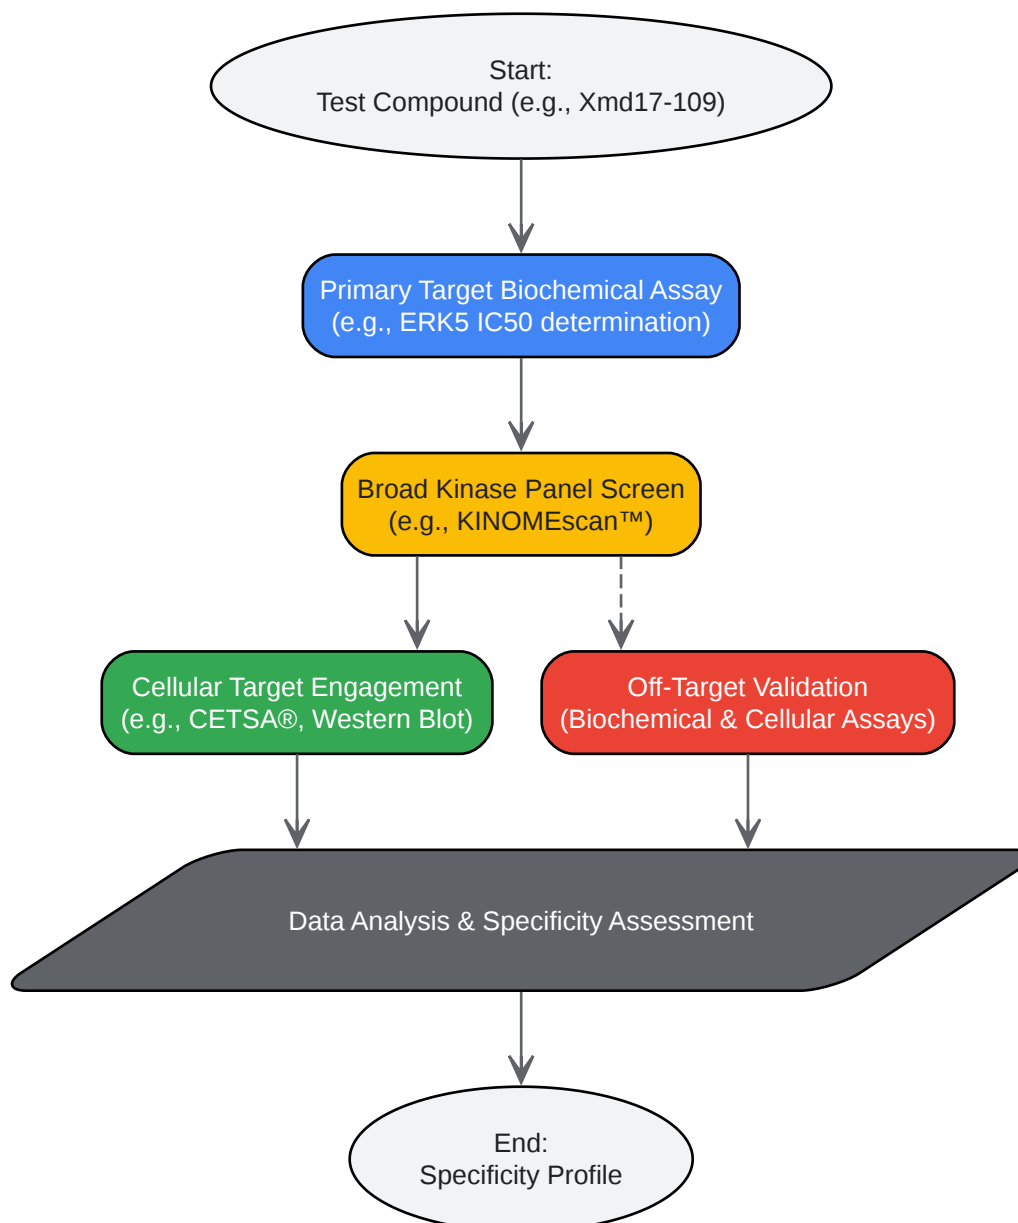 Start:
Test Compound (e.g., Xmd17-109)
Primary Target Biochemical Assay
(e.g., ERK5 IC50 determination)
Broad Kinase Panel Screen
(e.g., KINOMEscan™)
Cellular Target Engagement
(e.g., CETSA®, Western Blot)
Off-Target Validation
(Biochemical & Cellular Assays)
Data Analysis & Specificity Assessment
End:
Specificity Profile